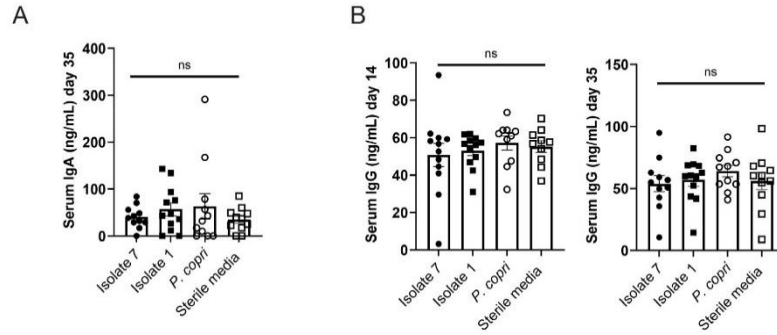 A
Serum IgA (ng/mL) day 35
400
300
200
100
0
ns
Isolate 7
Isolate 1
P. copri
Sterile media
B
Serum IgG (ng/mL) day 14
100
80
60
40
20
0
ns
Isolate 7
Isolate 1
P. copri
Sterile media
Serum IgG (ng/mL) day 35
150
100
50
0
ns
Isolate 7
Isolate 1
P. copri
Sterile media